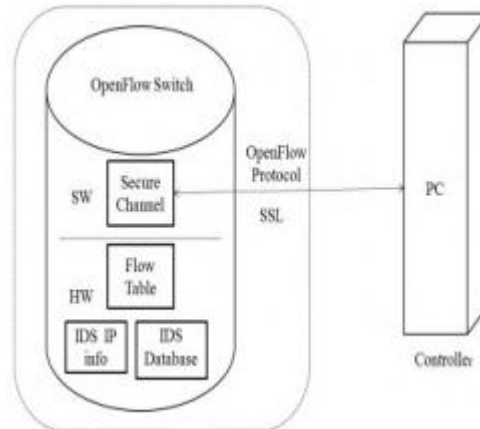 OpenFlow Switch
OpenFlow
Protocol
SSL
SW
Secure
Channel
PC
HW
Flow
Table
IDS IP
info
IDS
Database
Controller